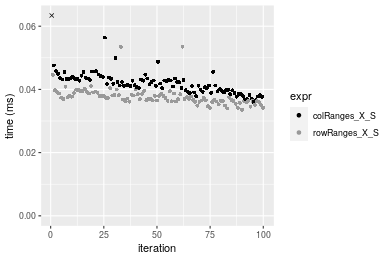 0.06
0.04
0.02
0.00
time (ms)
0
25
50
75
100
iteration
expr
colRanges_X_S
rowRanges_X_S